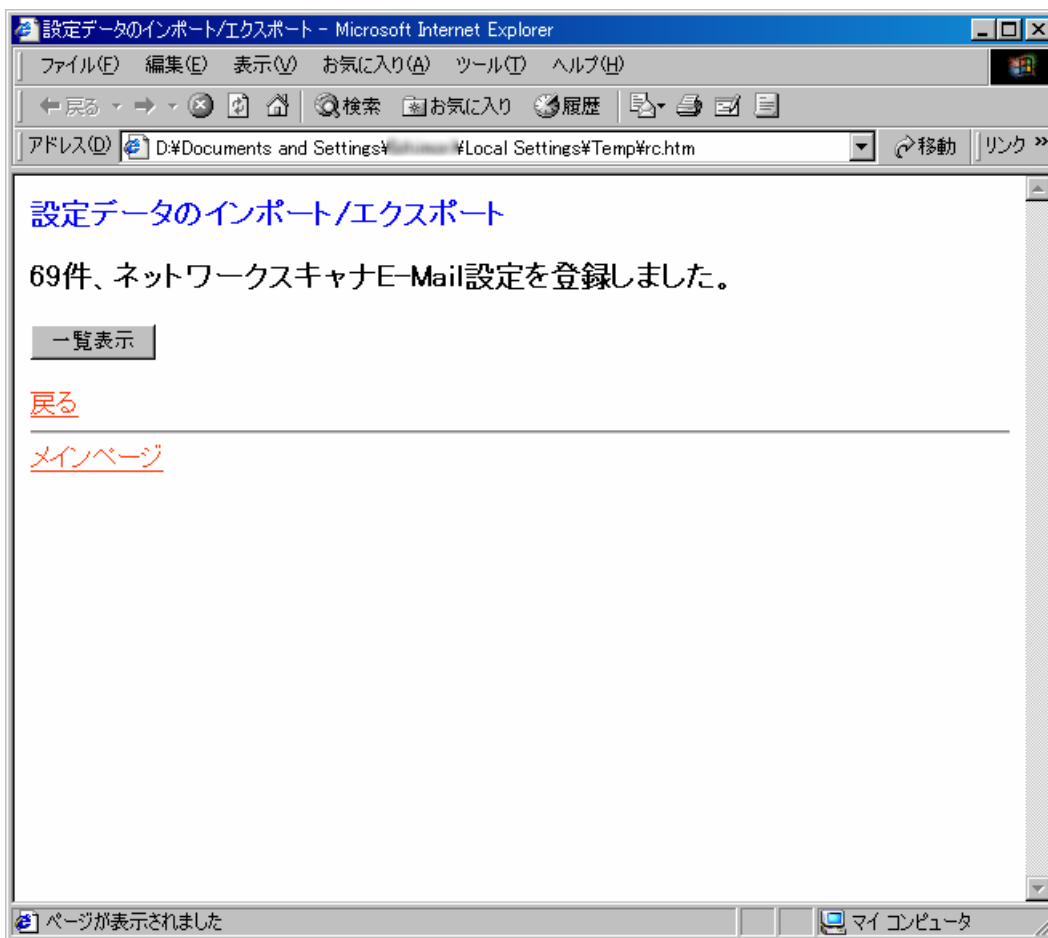 設定データのインポート/エクスポート - Microsoft Internet Explorer
ファイル(F) 編集(E) 表示(V) お気に入り(A) ツール(T) ヘルプ(H)
戻る 検索 お気に入り 履歴
アドレス(D) D:¥Documents and Settings¥ ¥Local Settings¥Temp¥rc.htm 移動 リンク »
設定データのインポート/エクスポート
69件、ネットワークスキャナE-Mail設定を登録しました。
一覧表示
戻る
メインページ
ページが表示されました マイ コンピュータ